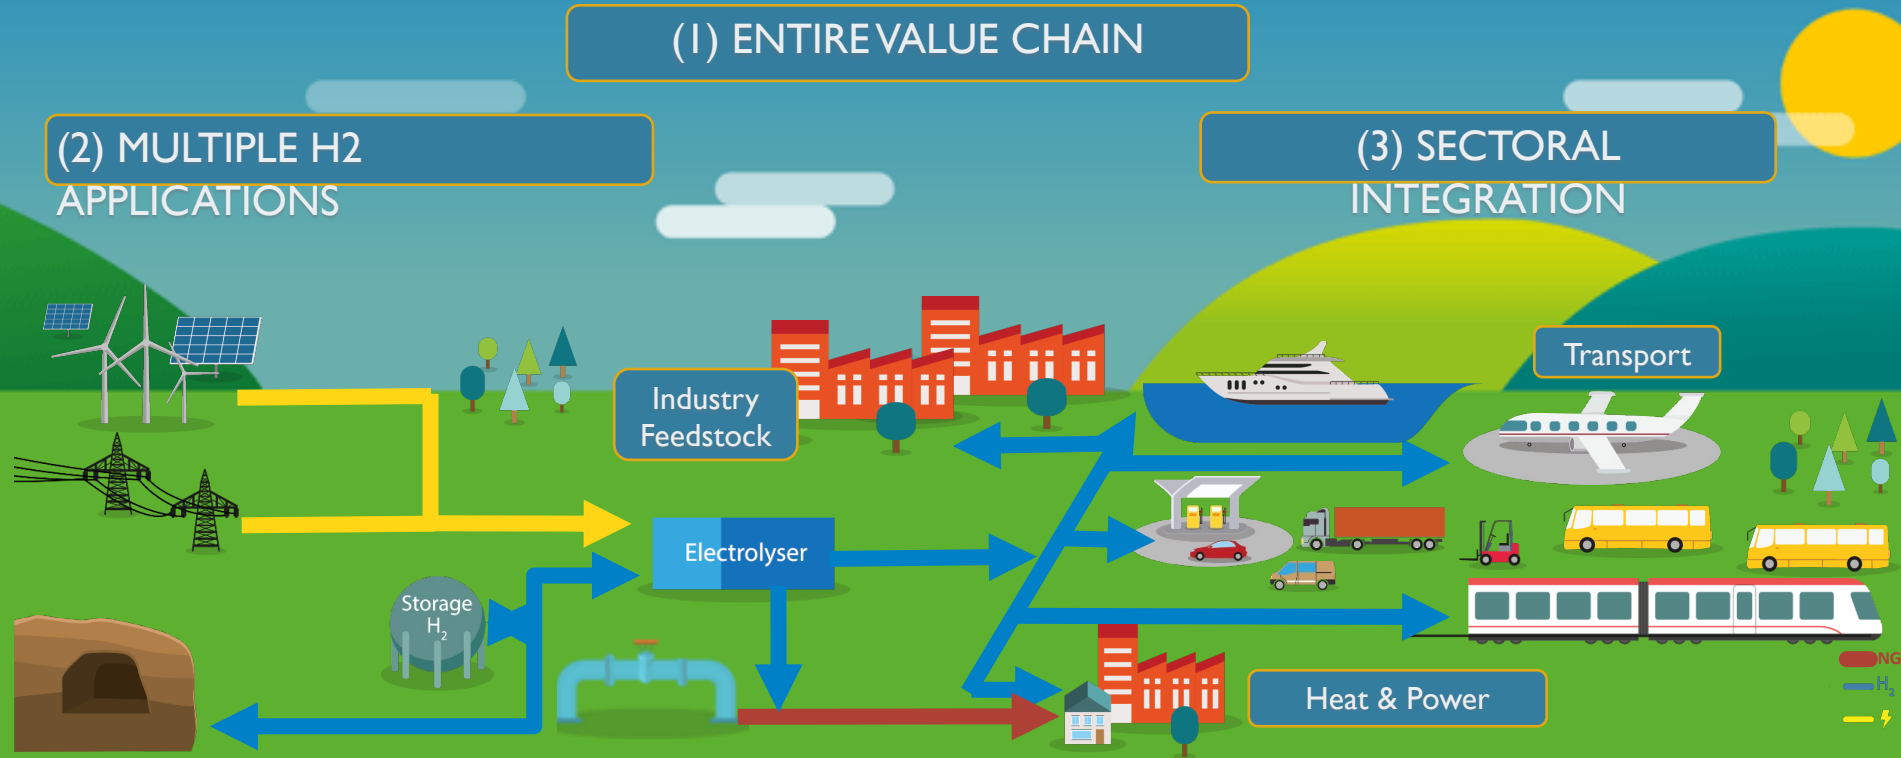 (1) ENTIRE VALUE CHAIN
(2) MULTIPLE H2
APPLICATIONS
(3) SECTORAL
INTEGRATION
Transport
Industry
Feedstock
Electrolyser
Storage
H₂
Heat & Power
NG
H₂